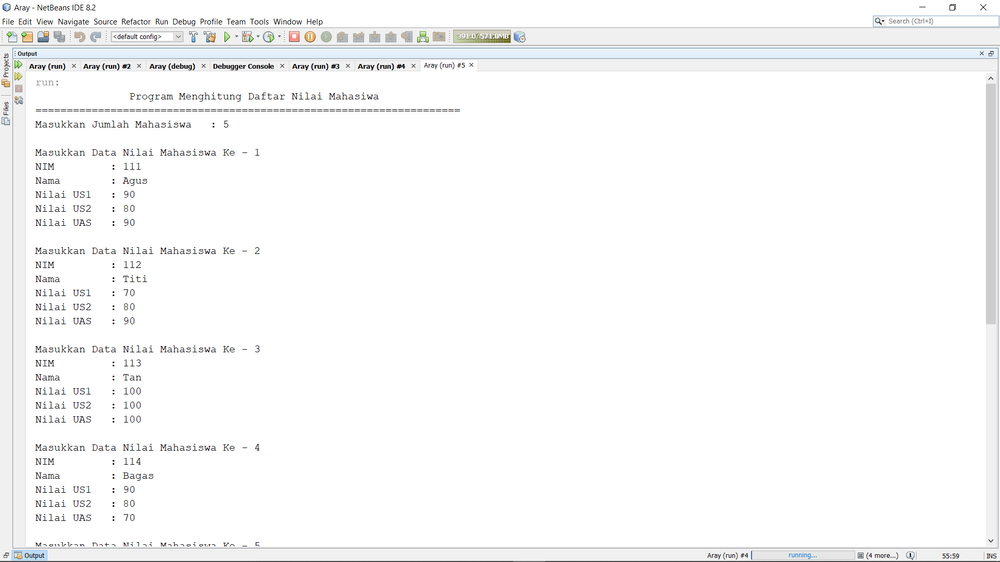 Aray - NetBeans IDE 8.2
File Edit View Navigate Source Refactor Run Debug Profile Team Tools Window Help
Search (Ctrl+I)
<default config>
391.0/571.0MB
Projects
Files
Output
Aray (run) Aray (run) #2 Aray (debug) Debugger Console Aray (run) #3 Aray (run) #4 Aray (run) #5
run:
Program Menghitung Daftar Nilai Mahasiwa
====================================================================
Masukkan Jumlah Mahasiswa : 5
Masukkan Data Nilai Mahasiswa Ke - 1
NIM : 111
Nama : Agus
Nilai US1 : 90
Nilai US2 : 80
Nilai UAS : 90
Masukkan Data Nilai Mahasiswa Ke - 2
NIM : 112
Nama : Titi
Nilai US1 : 70
Nilai US2 : 80
Nilai UAS : 90
Masukkan Data Nilai Mahasiswa Ke - 3
NIM : 113
Nama : Tan
Nilai US1 : 100
Nilai US2 : 100
Nilai UAS : 100
Masukkan Data Nilai Mahasiswa Ke - 4
NIM : 114
Nama : Bagas
Nilai US1 : 90
Nilai US2 : 80
Nilai UAS : 70
Masukkan Data Nilai Mahasiswa Ke - 5
Output
Aray (run) #4 running... (4 more...) 55:59 INS